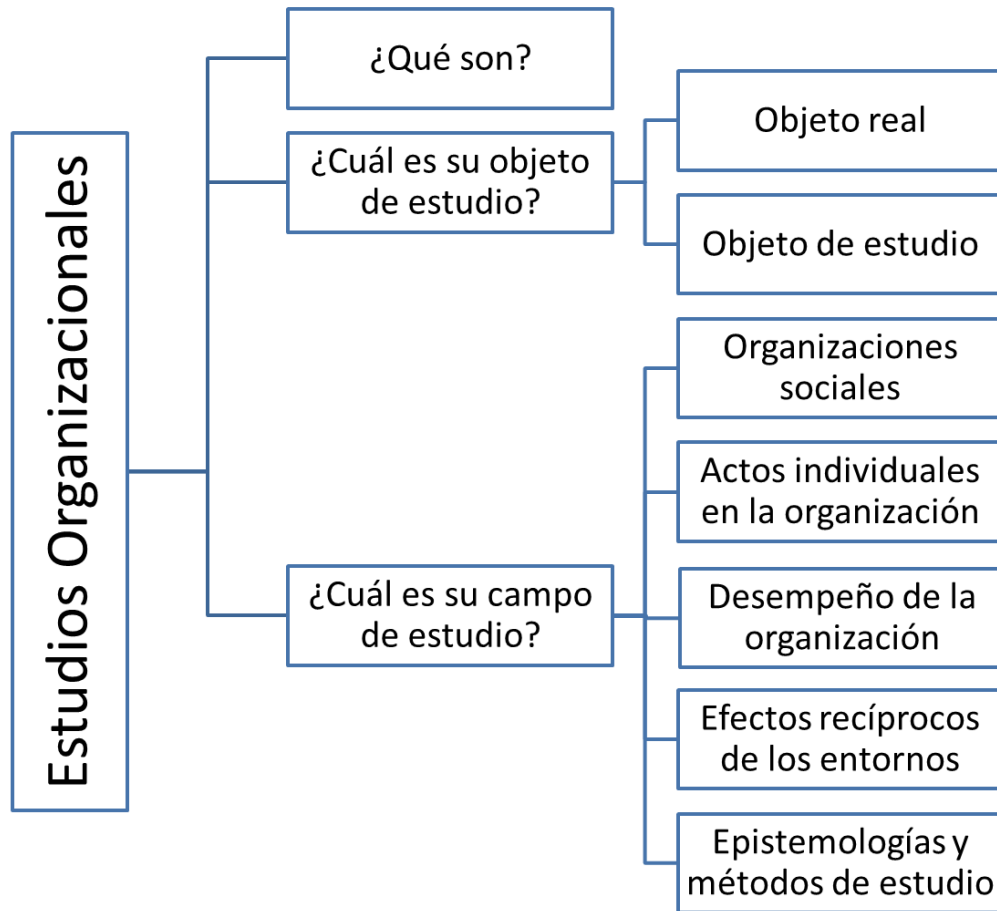 Estudios Organizacionales
¿Qué son?
¿Cuál es su objeto
de estudio?
Objeto real
Objeto de estudio
¿Cuál es su campo
de estudio?
Organizaciones
sociales
Actos individuales
en la organización
Desempeño de la
organización
Efectos recíprocos
de los entornos
Epistemologías y
métodos de estudio